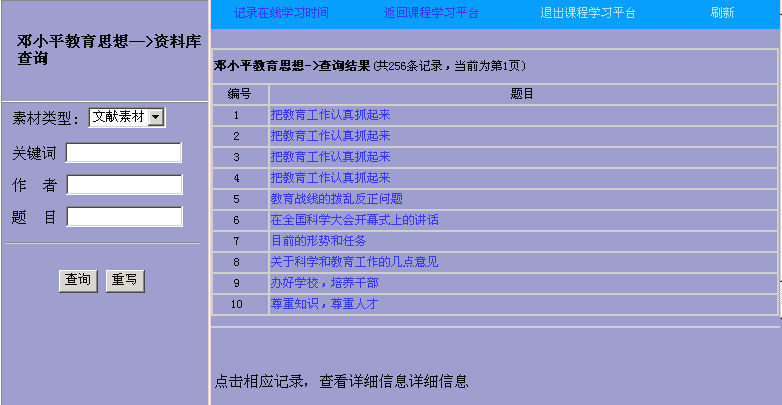 记录在线学习时间 返回课程学习平台 退出课程学习平台 刷新
邓小平教育思想—>资料库
查询
素材类型: 文献素材
关键词
作 者
题 目
查询 重写
邓小平教育思想->查询结果(共256条记录,当前为第1页)
编号 题目
1 把教育工作认真抓起来
2 把教育工作认真抓起来
3 把教育工作认真抓起来
4 把教育工作认真抓起来
5 教育战线的拨乱反正问题
6 在全国科学大会开幕式上的讲话
7 目前的形势和任务
8 关于科学和教育工作的几点意见
9 办好学校,培养干部
10 尊重知识,尊重人才
点击相应记录, 查看详细信息详细信息